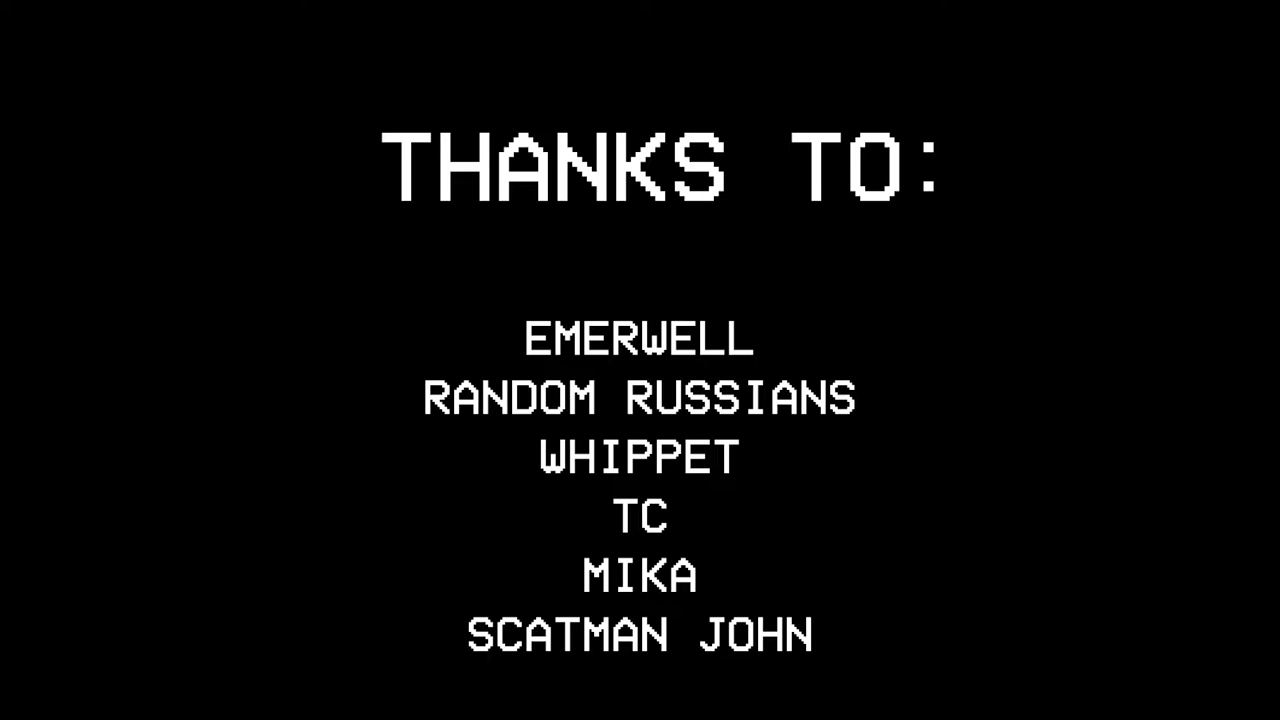 THANKS TO:
EMERWELL
RANDOM RUSSIANS
WHIPPET
TC
MIKA
SCATMAN JOHN